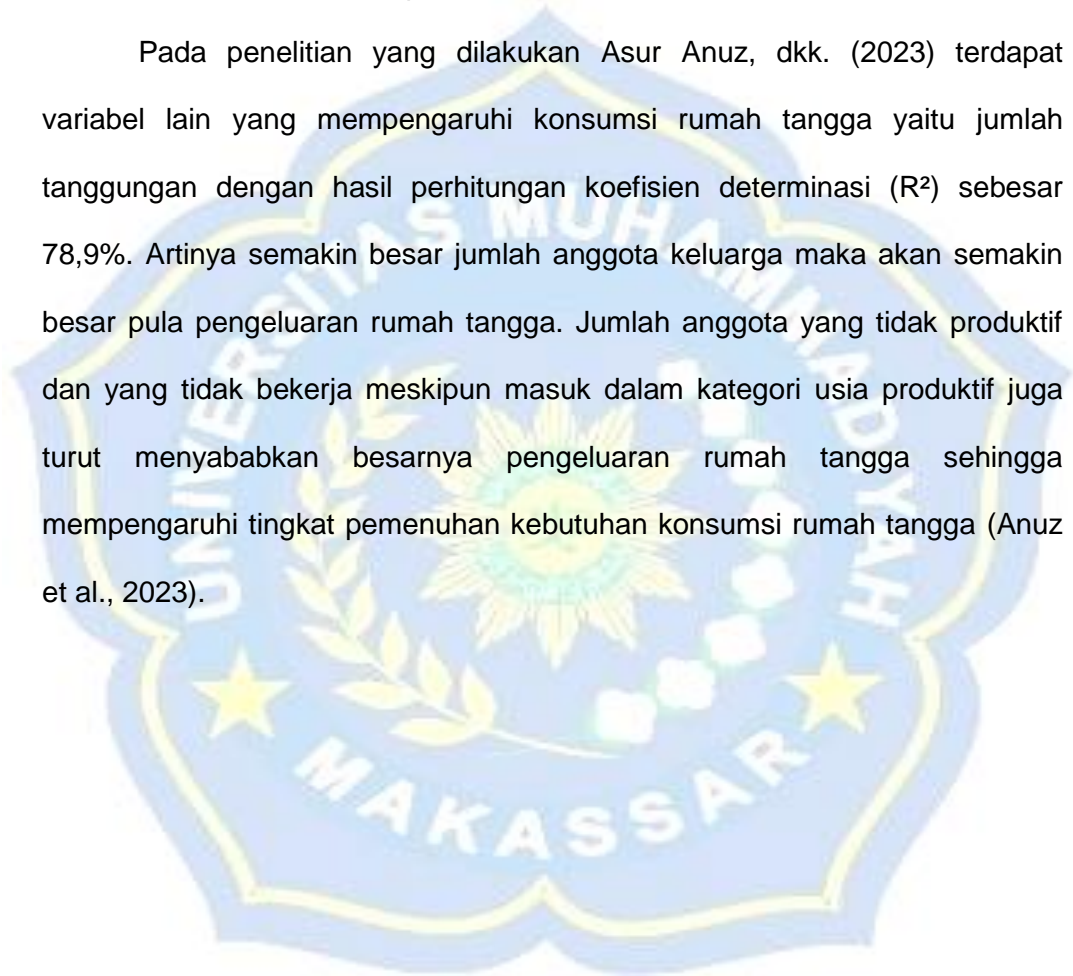 Pada penelitian yang dilakukan Asur Anuz, dkk. (2023) terdapat
variabel lain yang mempengaruhi konsumsi rumah tangga yaitu jumlah
tanggungan dengan hasil perhitungan koefisien determinasi (R²) sebesar
78,9%. Artinya semakin besar jumlah anggota keluarga maka akan semakin
besar pula pengeluaran rumah tangga. Jumlah anggota yang tidak produktif
dan yang tidak bekerja meskipun masuk dalam kategori usia produktif juga
turut menyababkan besarnya pengeluaran rumah tangga sehingga
mempengaruhi tingkat pemenuhan kebutuhan konsumsi rumah tangga (Anuz
et al., 2023).
UNIVERSITAS MUHAMMADYAH
MAKASSAR